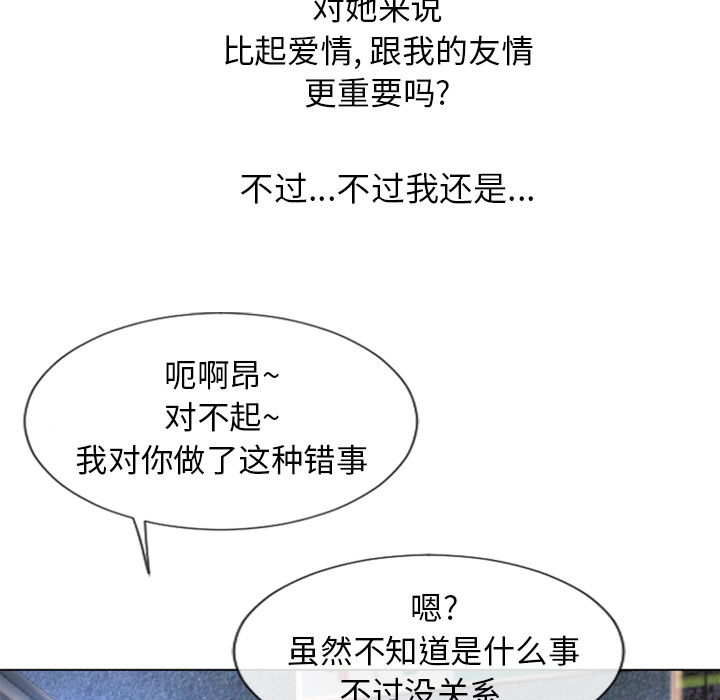 对她来说
比起爱情, 跟我的友情
更重要吗?
不过...不过我还是...
呃啊昂~
对不起~
我对你做了这种错事
嗯?
虽然不知道是什么事
不过没关系